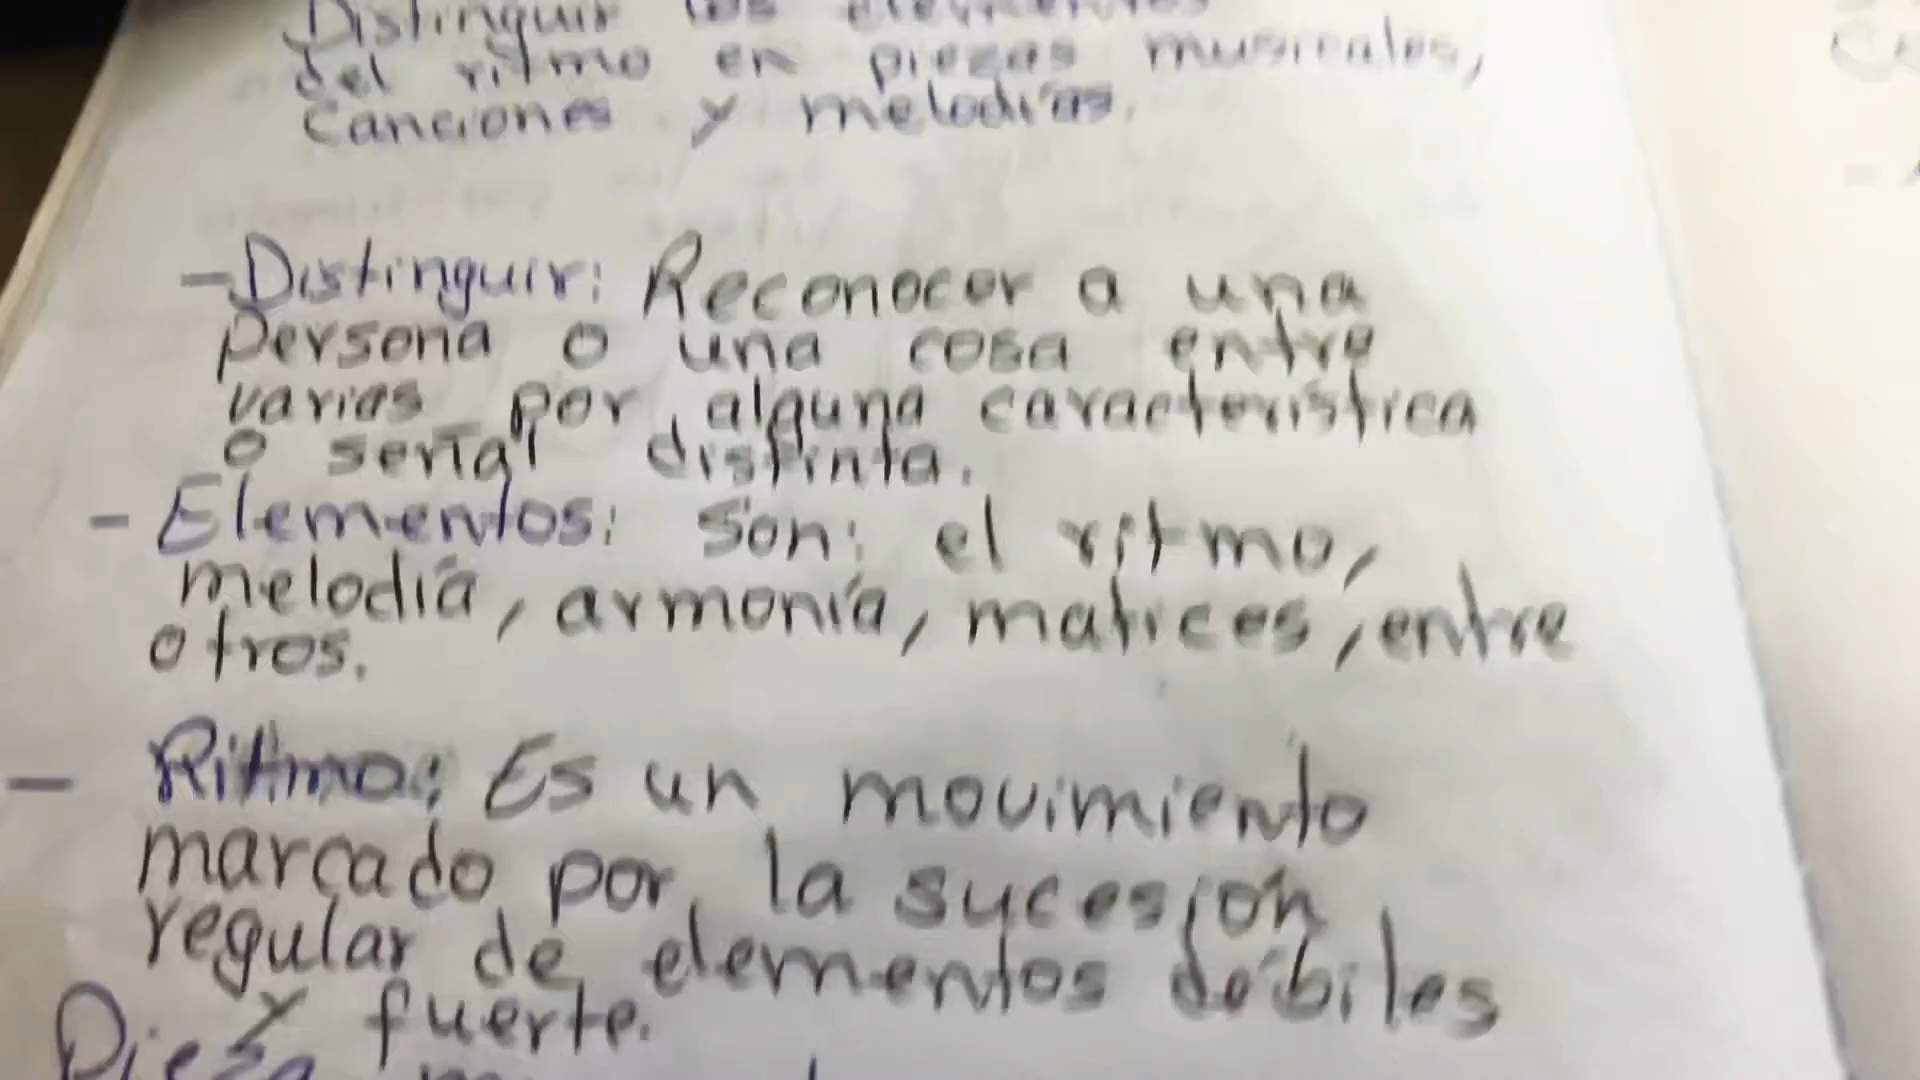 Distinguir los elementos
del ritmo en piezas musicales,
Canciones y melodías.
- Distinguir: Reconocer a una
persona o una cosa entre
varias por alguna característica
o señal distinta.
- Elementos: Son: el ritmo,
melodía, armonía, matices, entre
otros.
- Ritmo: Es un movimiento
marcado por la sucesión
regular de elementos débiles
y fuerte.
Pieza